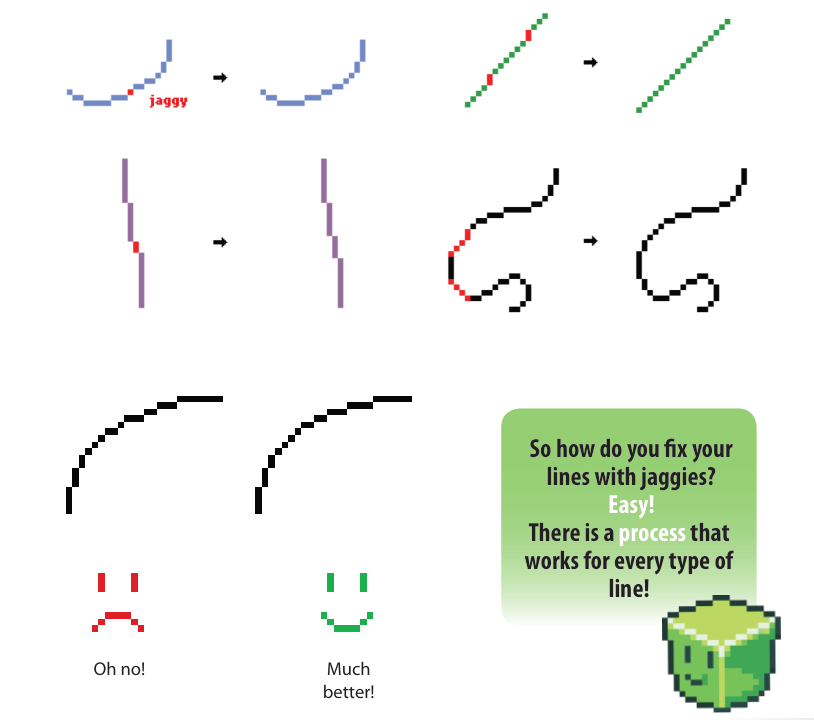 jaggy
So how do you fix your
lines with jaggies?
Easy!
There is a process that
works for every type of
line!
Oh no!
Much
better!